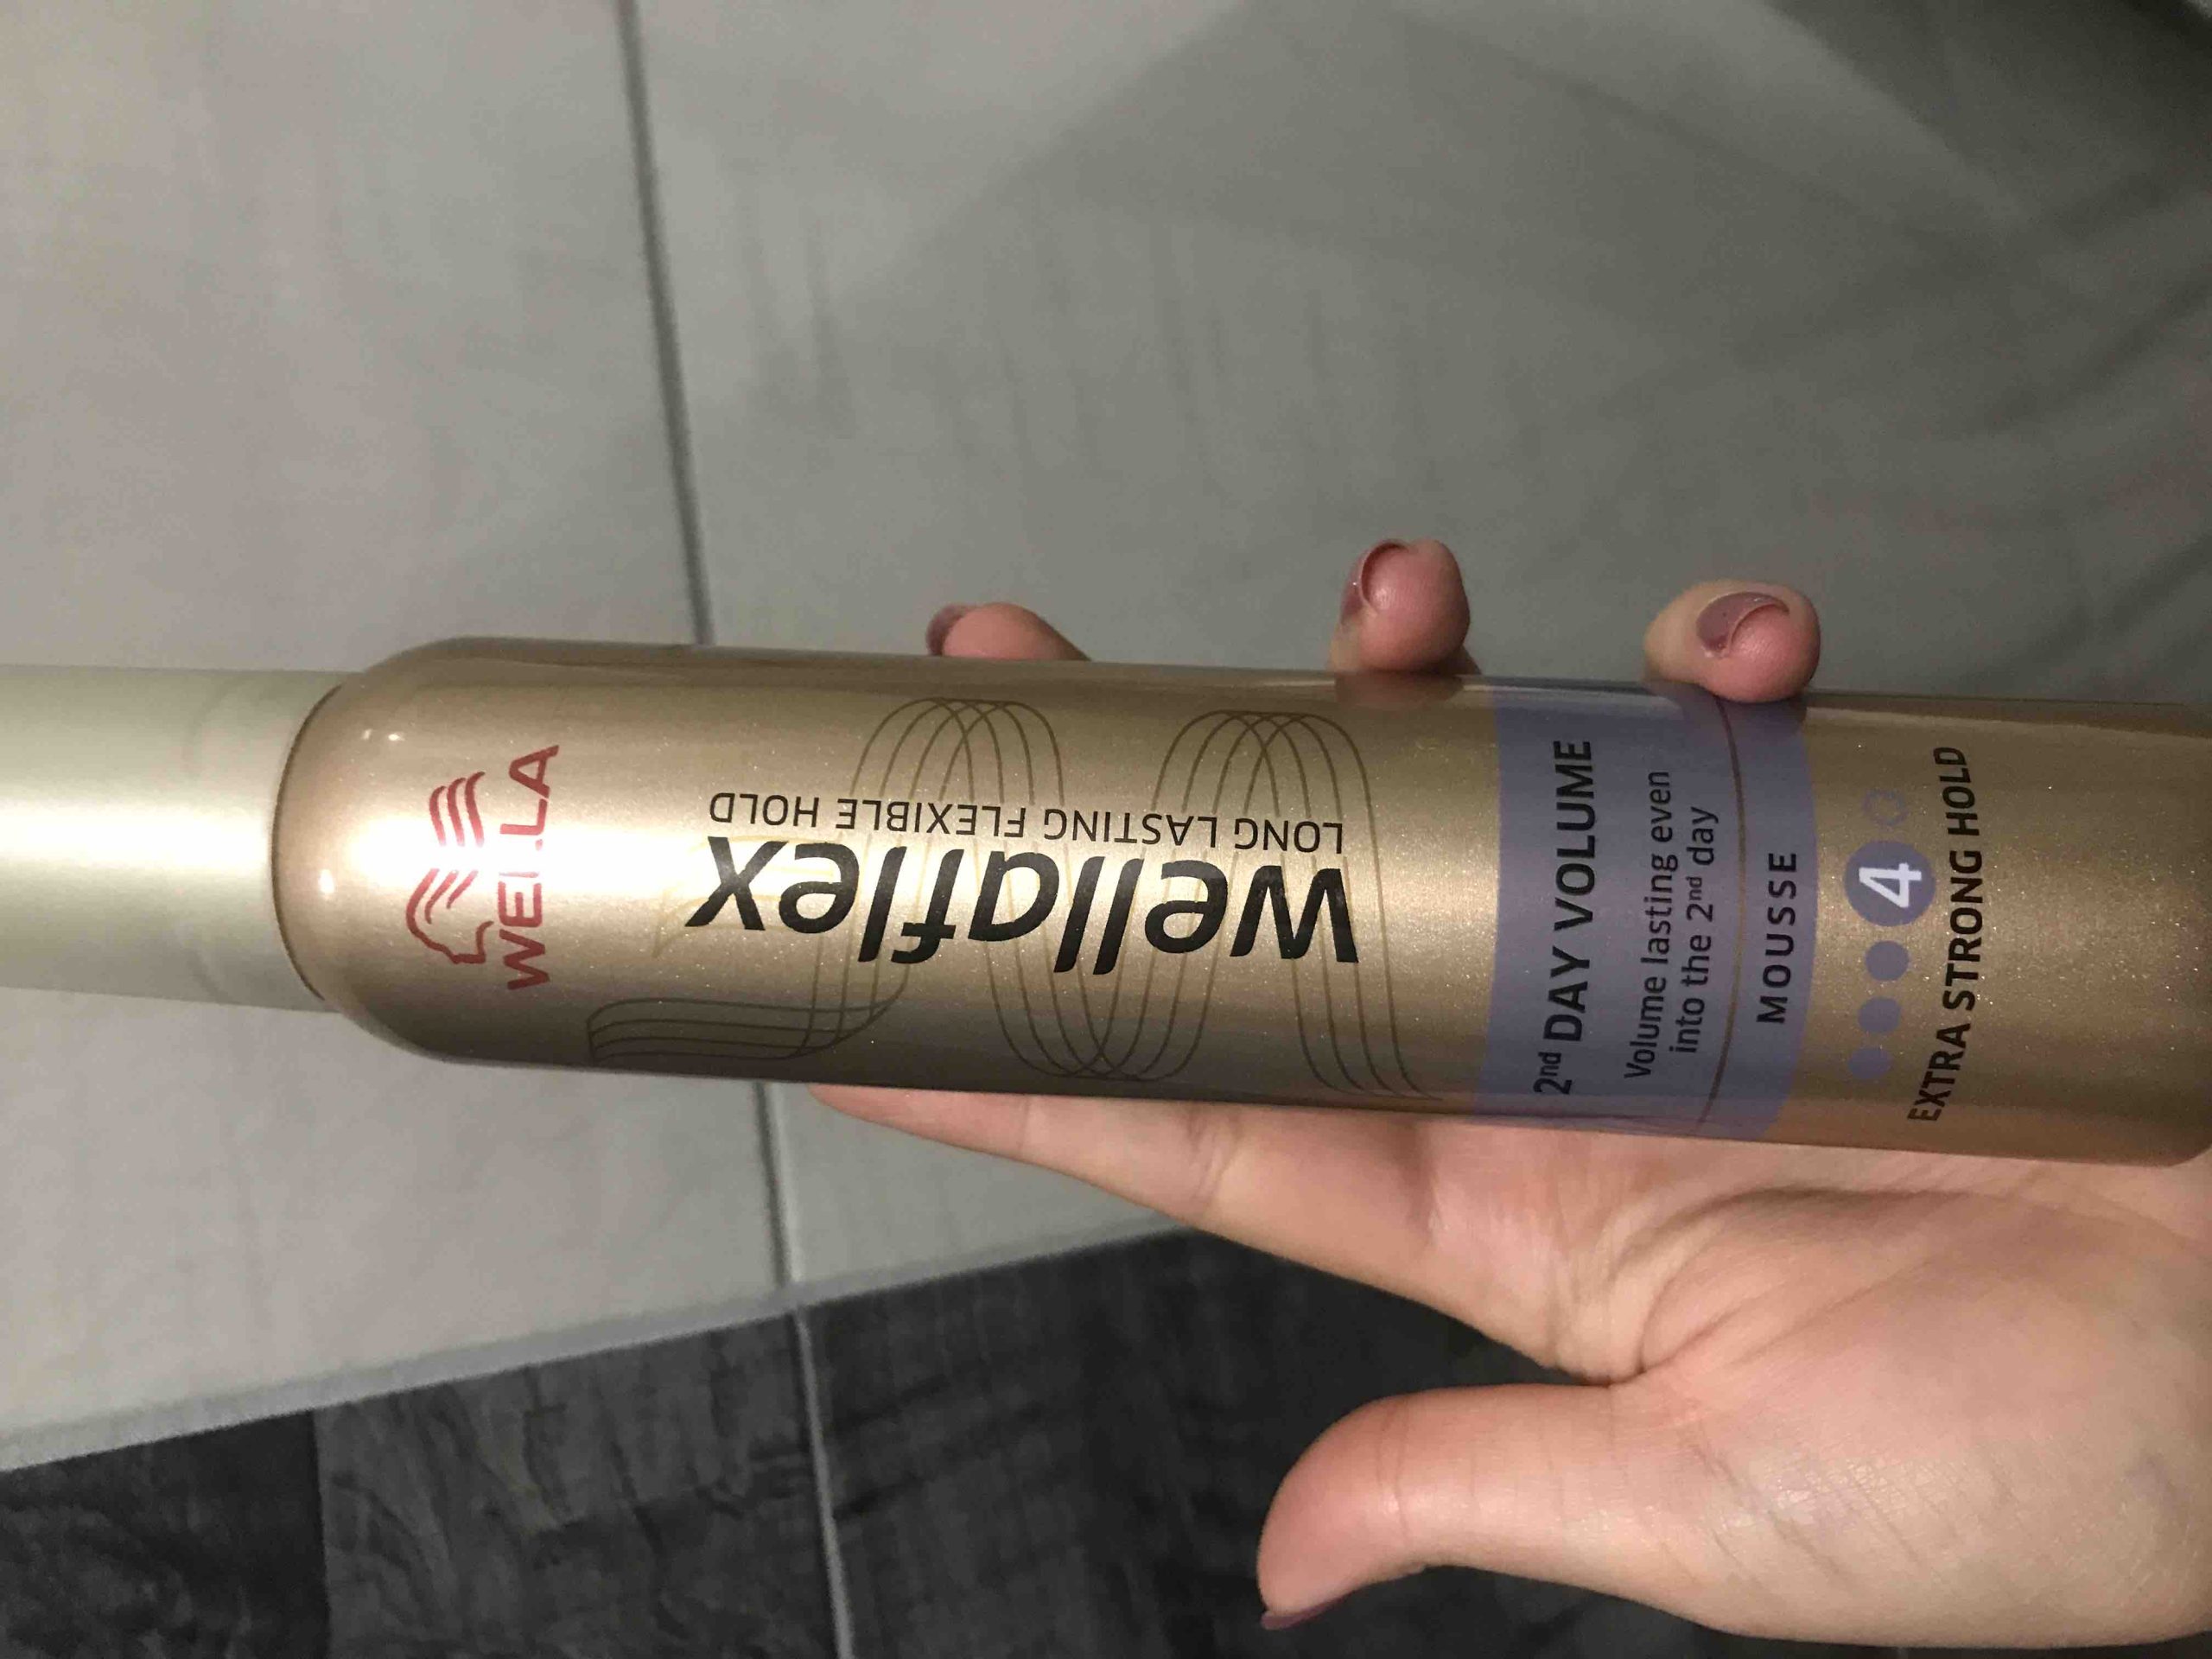 WELLA
wellaflex
LONG LASTING FLEXIBLE HOLD
2nd DAY VOLUME
Volume lasting even
into the 2nd day
MOUSSE
4
EXTRA STRONG HOLD